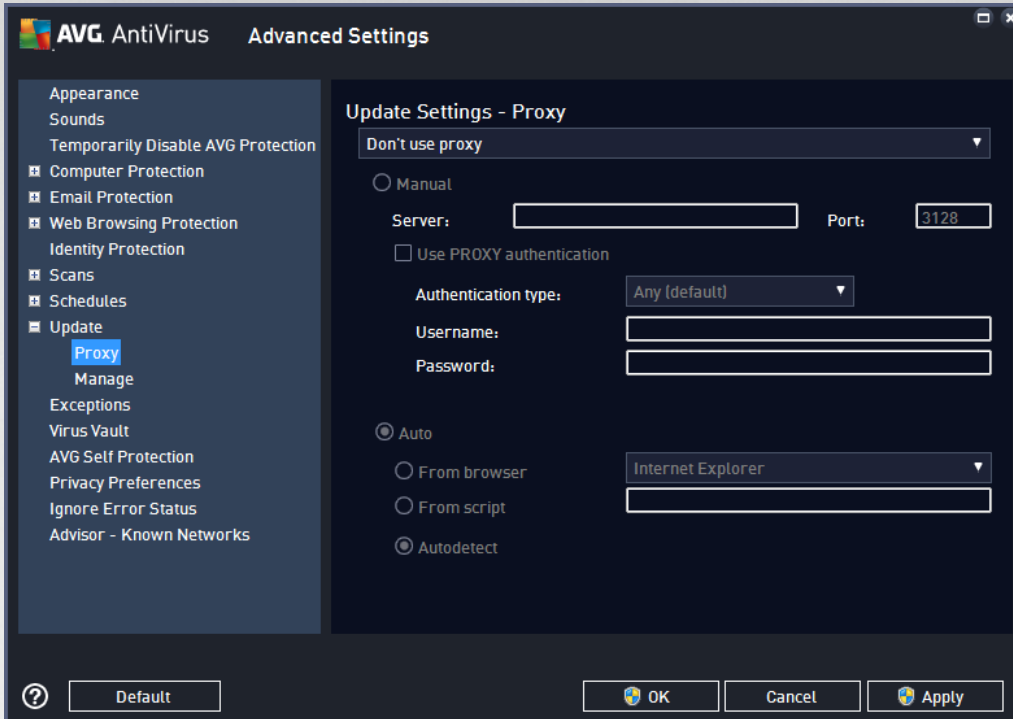 AVG. AntiVirus Advanced Settings
Appearance
Sounds
Temporarily Disable AVG Protection
Computer Protection
Email Protection
Web Browsing Protection
Identity Protection
Scans
Schedules
Update
Proxy
Manage
Exceptions
Virus Vault
AVG Self Protection
Privacy Preferences
Ignore Error Status
Advisor - Known Networks
Update Settings - Proxy
Don't use proxy
Manual
Server: Port: 3128
Use PROXY authentication
Authentication type: Any (default)
Username:
Password:
Auto
From browser Internet Explorer
From script
Autodetect
? Default OK Cancel Apply